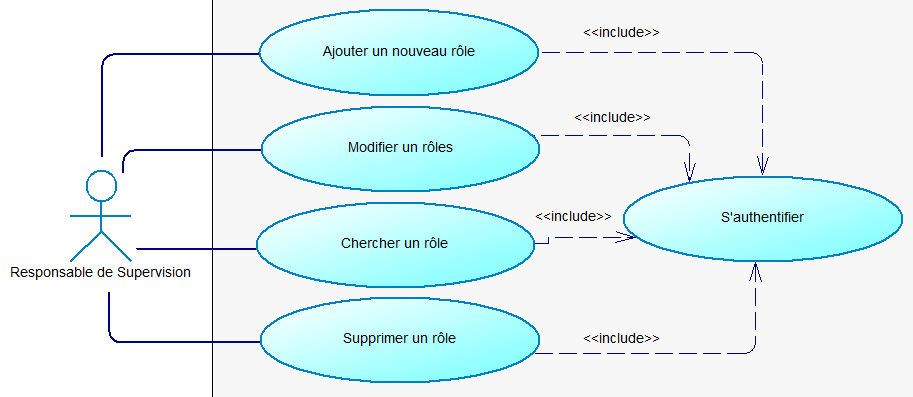 <<include>>
Ajouter un nouveau rôle
<<include>>
Modifier un rôles
<<include>>
S'authentifier
Chercher un rôle
Responsable de Supervision
Supprimer un rôle
<<include>>